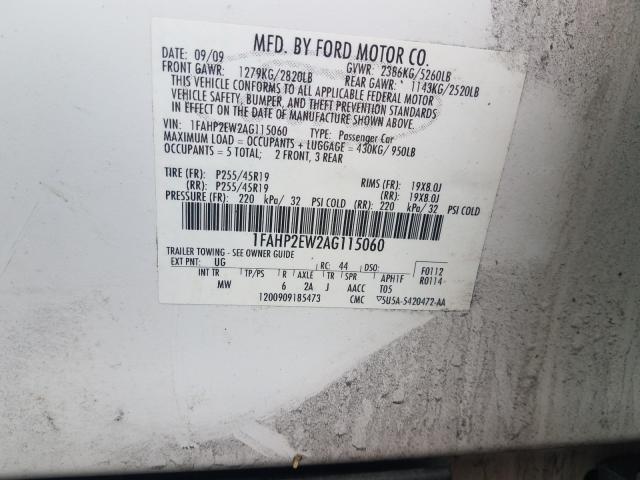 MFD. BY FORD MOTOR CO.
DATE: 09/09 GVWR: 2386KG/5260LB
FRONT GAWR: 1279KG/2820LB REAR GAWR: 1143KG/2520LB
THIS VEHICLE CONFORMS TO ALL APPLICABLE FEDERAL MOTOR
VEHICLE SAFETY, BUMPER, AND THEFT PREVENTION STANDARDS
IN EFFECT ON THE DATE OF MANUFACTURE SHOWN ABOVE.
VIN: 1FAHP2EW2AG115060 TYPE: Passenger Car
MAXIMUM LOAD = OCCUPANTS + LUGGAGE = 430KG/ 950LB
OCCUPANTS = 5 TOTAL; 2 FRONT, 3 REAR
TIRE (FR): P255/45R19 RIMS (FR): 19X8.0J
(RR): P255/45R19 (RR): 19X8.0J
PRESSURE (FR): 220 kPa/ 32 PSI COLD (RR): 220 kPa/ 32 PSI COLD
1FAHP2EW2AG115060
TRAILER TOWING - SEE OWNER GUIDE
EXT PNT: UG RC: 44 DSO: F0112
R0114
INT TR TP/PS R AXLE TR SPR APH1F
MW 6 2A J AACC T05
1200909185473 CMC ▽5U5A-5420472-AA